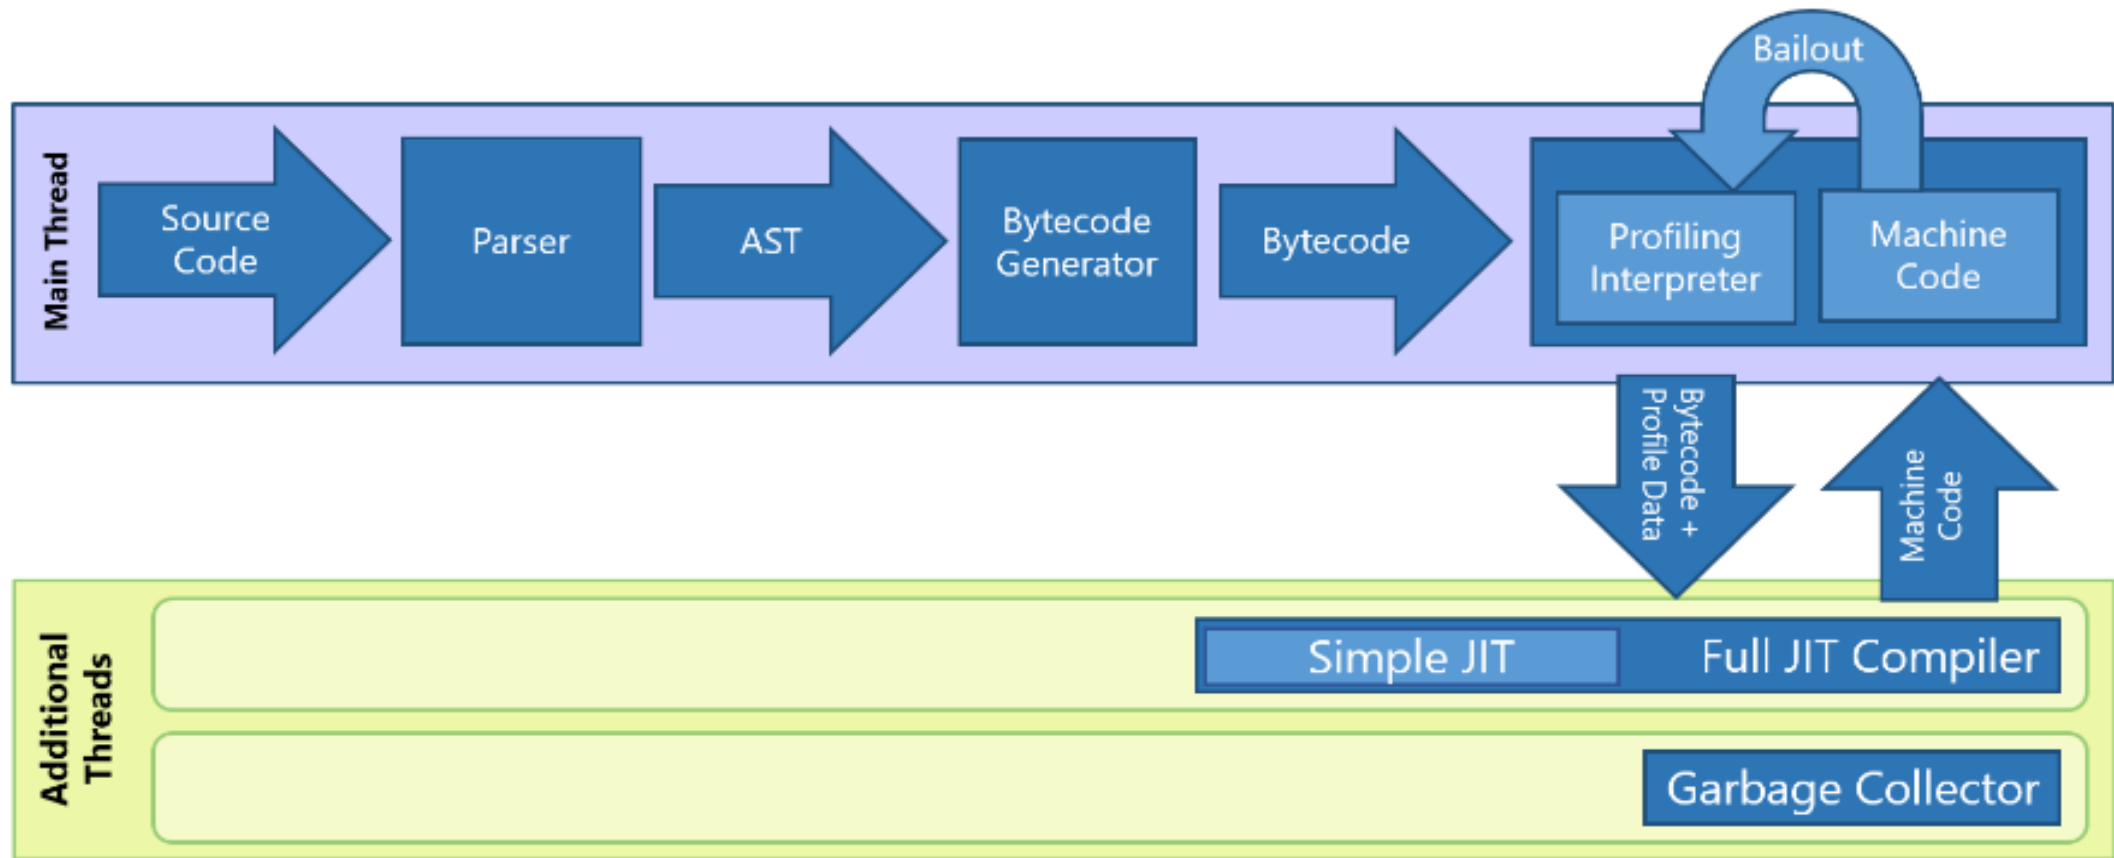 Bailout
Main Thread
Source
Code
Parser
AST
Bytecode
Generator
Bytecode
Profiling
Interpreter
Machine
Code
Bytecode +
Profile Data
Machine
Code
Additional
Threads
Simple JIT
Full JIT Compiler
Garbage Collector